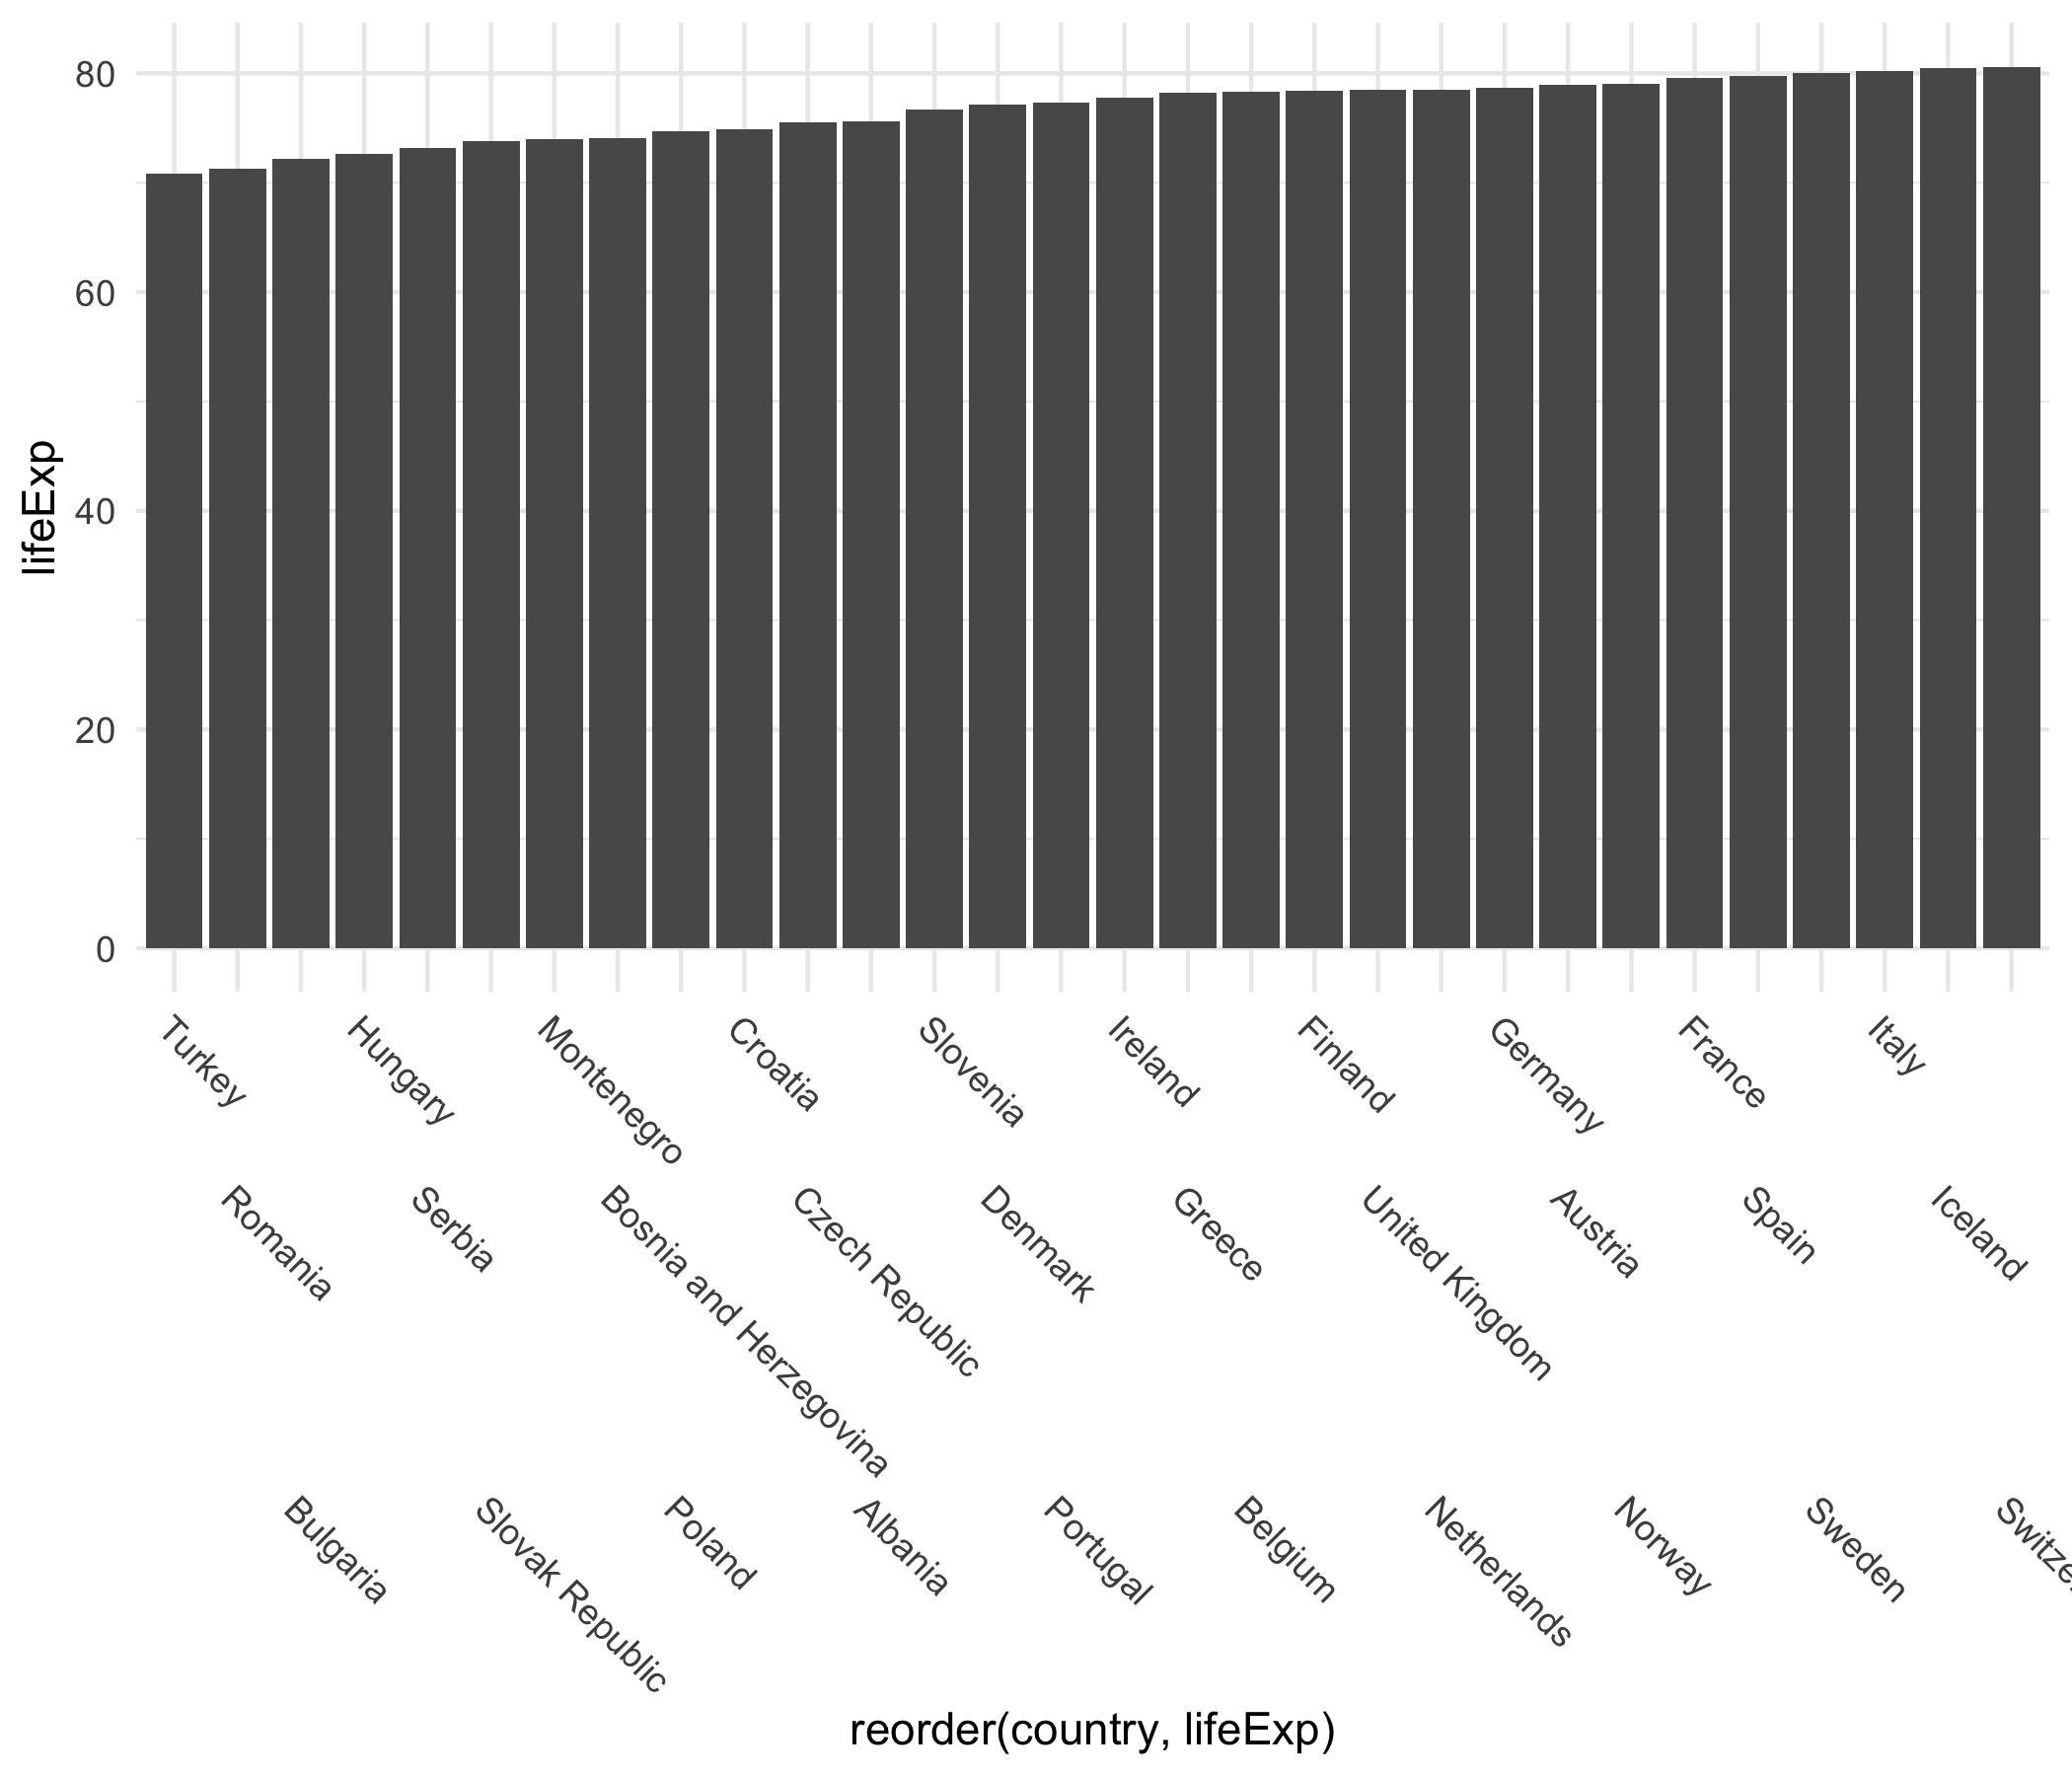 80
60
40
20
0
lifeExp
Turkey
Hungary
Montenegro
Croatia
Slovenia
Ireland
Finland
Germany
France
Italy
Romania
Serbia
Bosnia and Herzegovina
Czech Republic
Denmark
Greece
United Kingdom
Austria
Spain
Iceland
Bulgaria
Slovak Republic
Poland
Albania
Portugal
Belgium
Netherlands
Norway
Sweden
reorder(country, lifeExp)